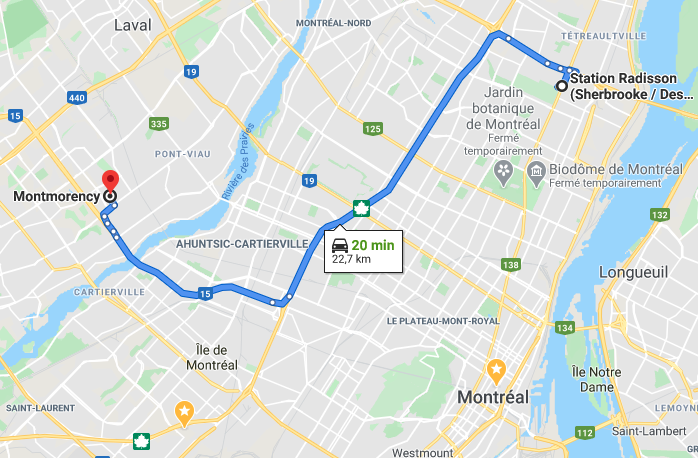 MONTRÉAL-NORD
Laval
TÉTREAULTVILLE
19
440
Station Radisson
(Sherbrooke / Des...
Jardin
botanique
de Montréal
Fermé
temporairement
15
335
125
PONT-VIAU
Rivière des Prairies
Biodôme de Montréal
Fermé temporairement
19
Montmorency
132
AHUNTSIC-CARTIERVILLE
20 min
22,7 km
138
Longueuil
CARTIERVILLE
15
LE PLATEAU-MONT-ROYAL
134
Île de
Montréal
Île Notre
Dame
Montréal
SAINT-LAURENT
LEMOYN
Saint-Lambert
112
Westmount